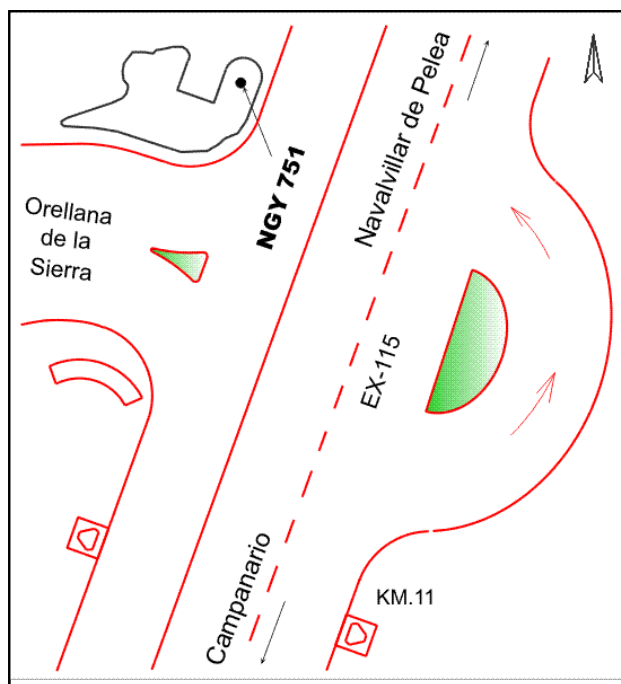 Navalvillar de Pelea
NGY 751
Orellana
de la
Sierra
EX-115
Campanario
KM.11